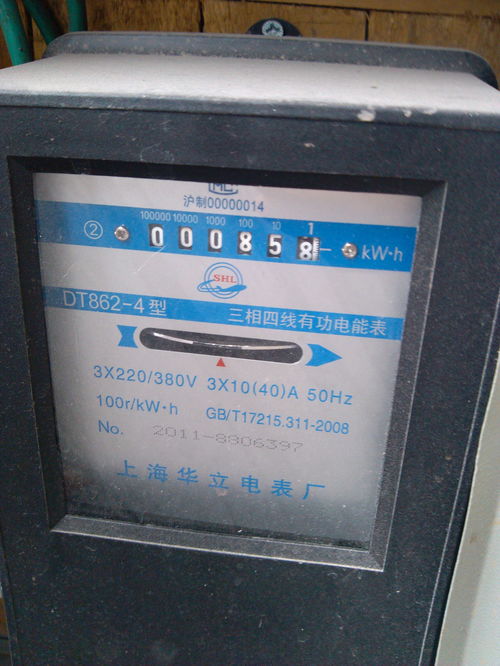 MC
沪制00000014
100000 10000 1000 100 10 1
② 000858 kW·h
SHL
DT862-4型 三相四线有功电能表
3X220/380V 3X10(40)A 50Hz
100r/kW·h GB/T17215.311-2008
No. 2011-8806397
上海华立电表厂